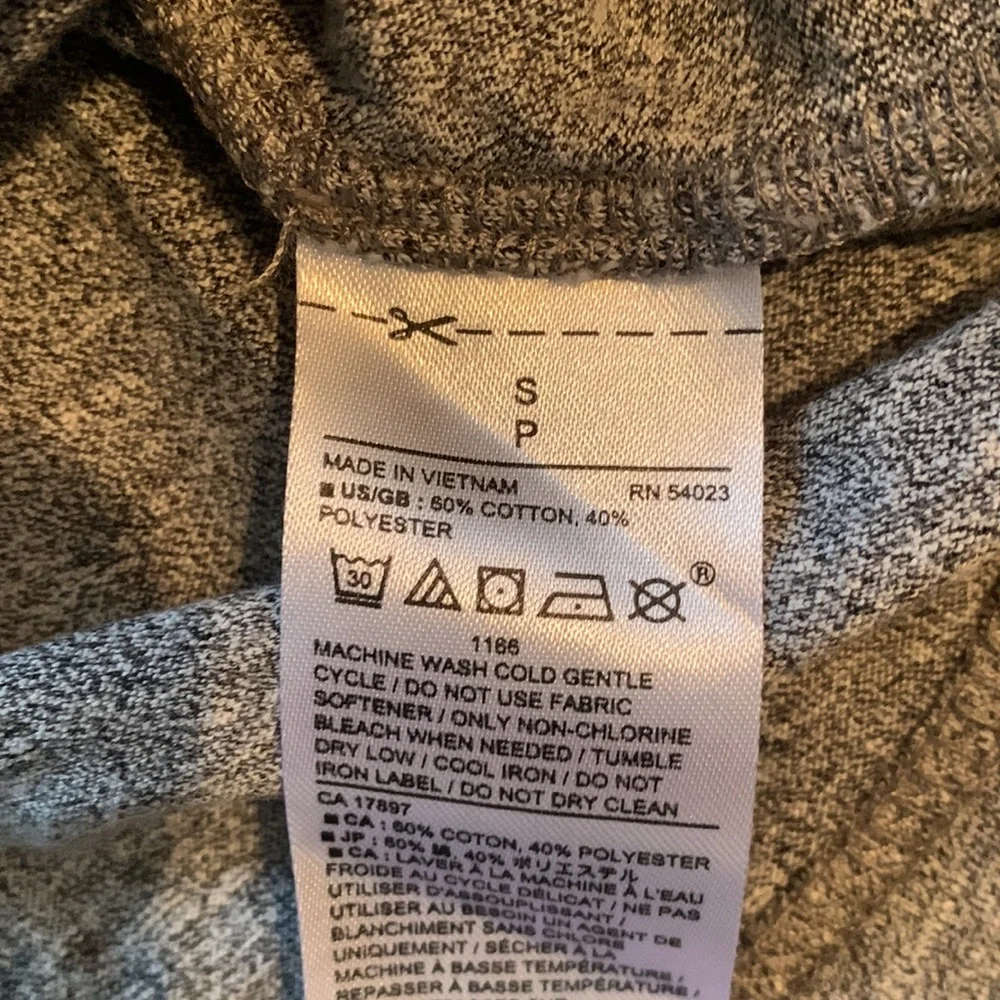 S
P
MADE IN VIETNAM RN 54023
US/GB : 60% COTTON, 40%
POLYESTER
30 ®
1166
MACHINE WASH COLD GENTLE
CYCLE / DO NOT USE FABRIC
SOFTENER / ONLY NON-CHLORINE
BLEACH WHEN NEEDED / TUMBLE
DRY LOW / COOL IRON / DO NOT
IRON LABEL / DO NOT DRY CLEAN
CA 17897
CA : 60% COTON, 40% POLYESTER
JP : 60% 綿, 40% ポリエステル
CA : LAVER À LA MACHINE À L'EAU
FROIDE AU CYCLE DÉLICAT / NE PAS
UTILISER D'ASSOUPLISSANT /
UTILISER AU BESOIN UN AGENT DE
BLANCHIMENT SANS CHLORE
UNIQUEMENT / SÉCHER À LA
MACHINE À BASSE TEMPÉRATURE /
REPASSER À BASSE TEMPÉRATURE /